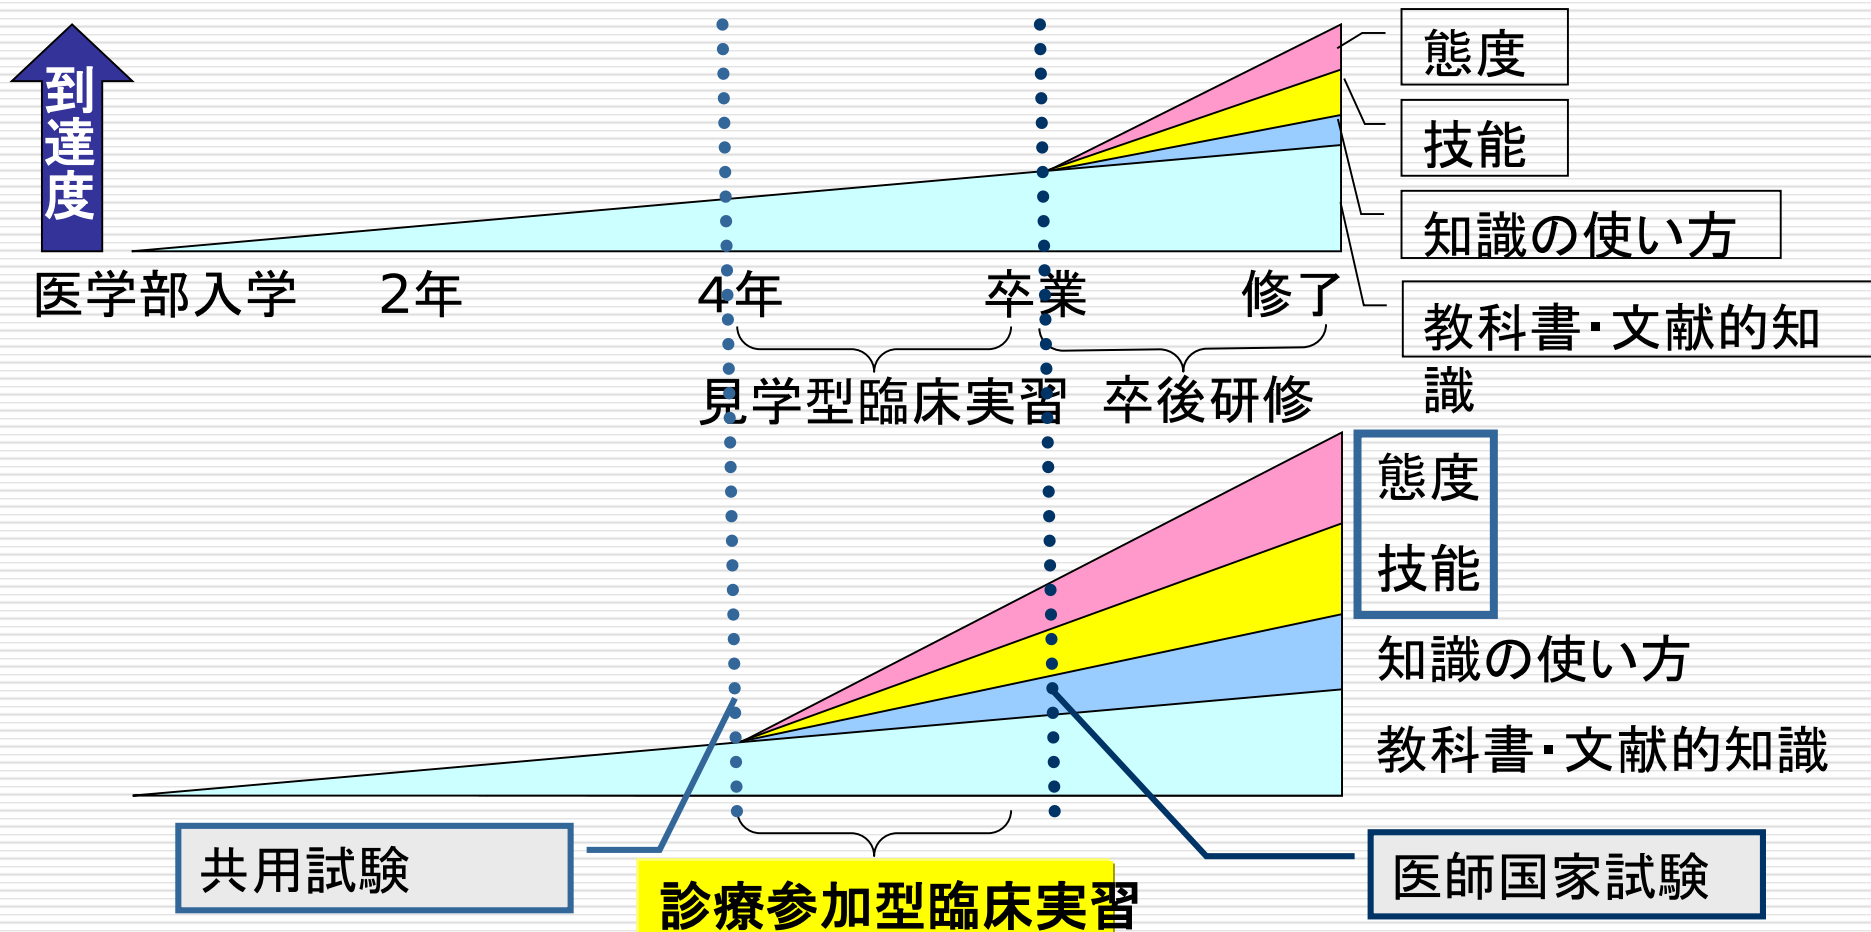 到達度
態度
技能
知識の使い方
教科書・文献的知
識
医学部入学
2年
4年
卒業
修了
見学型臨床実習
卒後研修
態度
技能
知識の使い方
教科書・文献的知識
共用試験
診療参加型臨床実習
医師国家試験